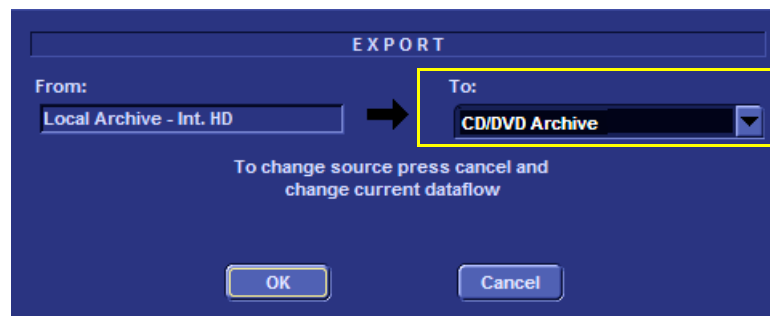 EXPORT
From:
To:
Local Archive - Int. HD
CD/DVD Archive
To change source press cancel and
change current dataflow
OK
Cancel